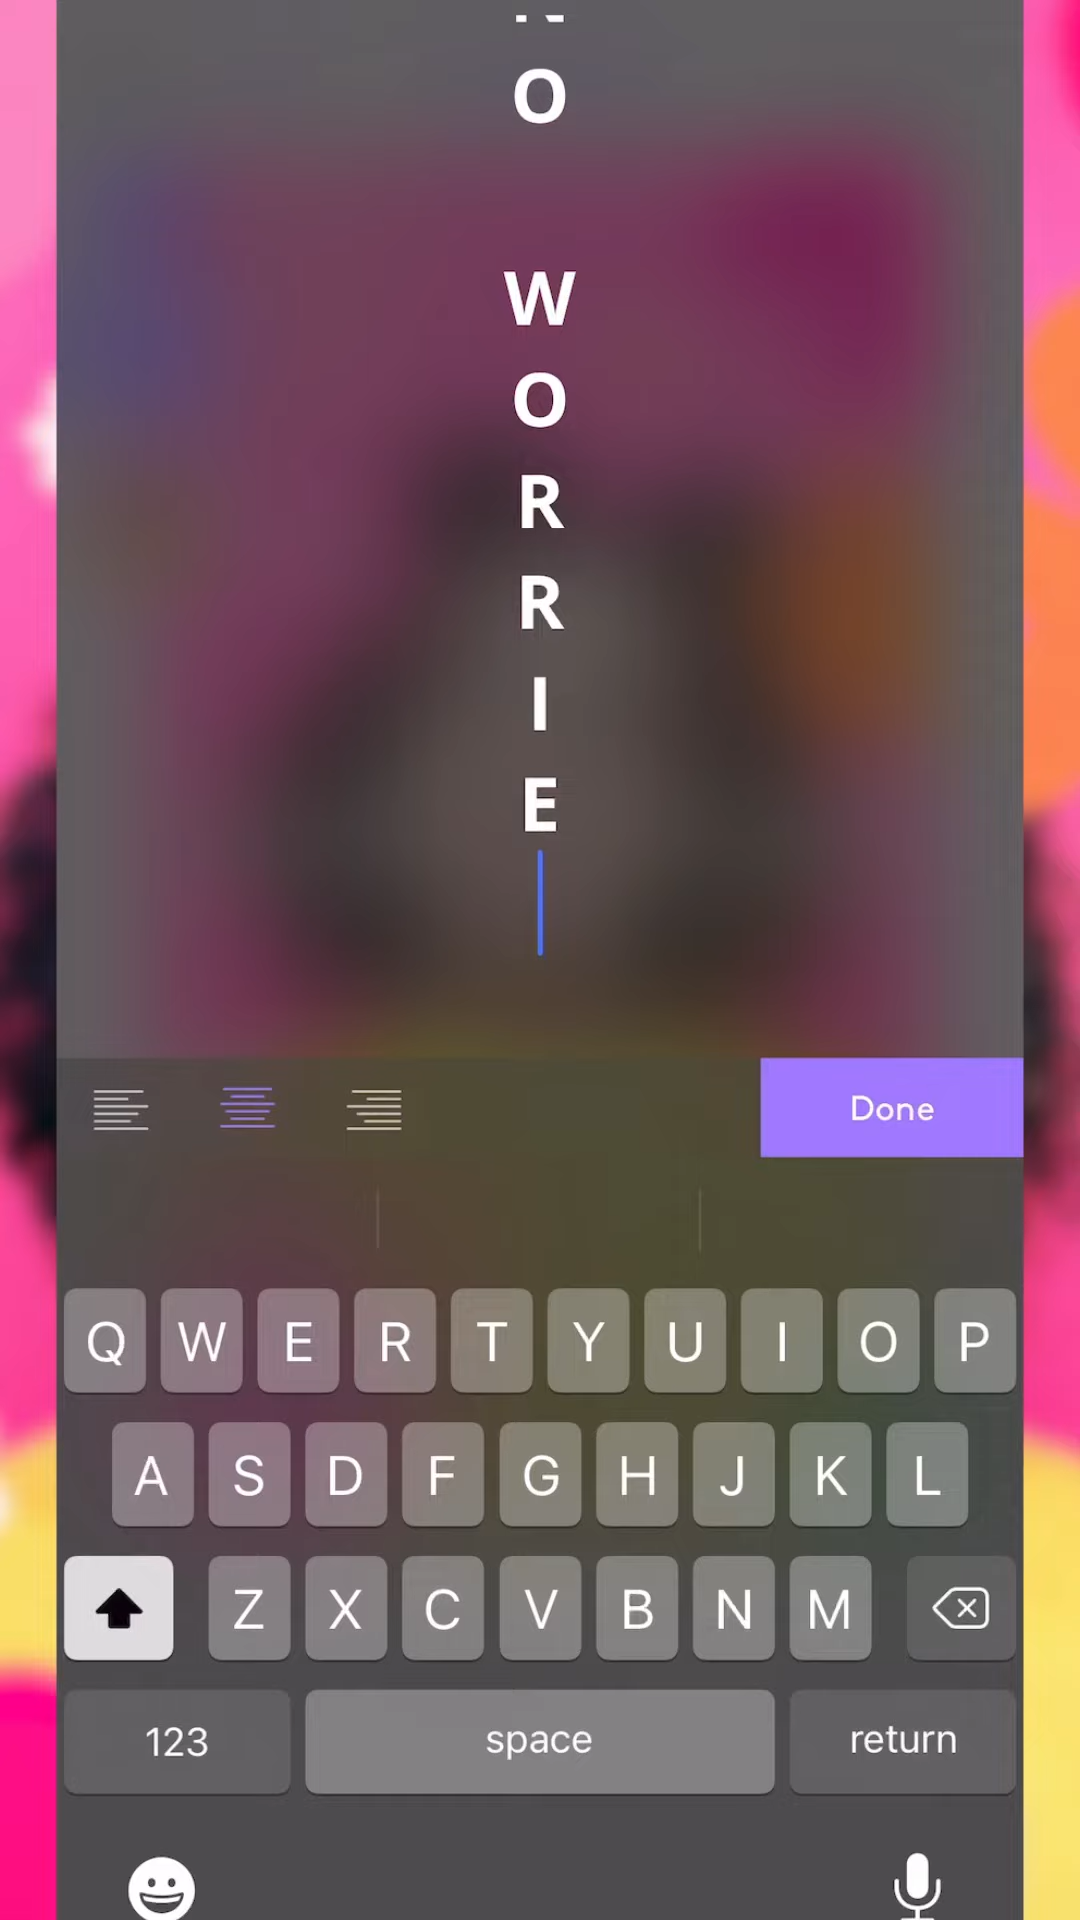 O
W
O
R
R
I
E
Done
Q W E R T Y U I O P
A S D F G H J K L
Z X C V B N M
123 space return